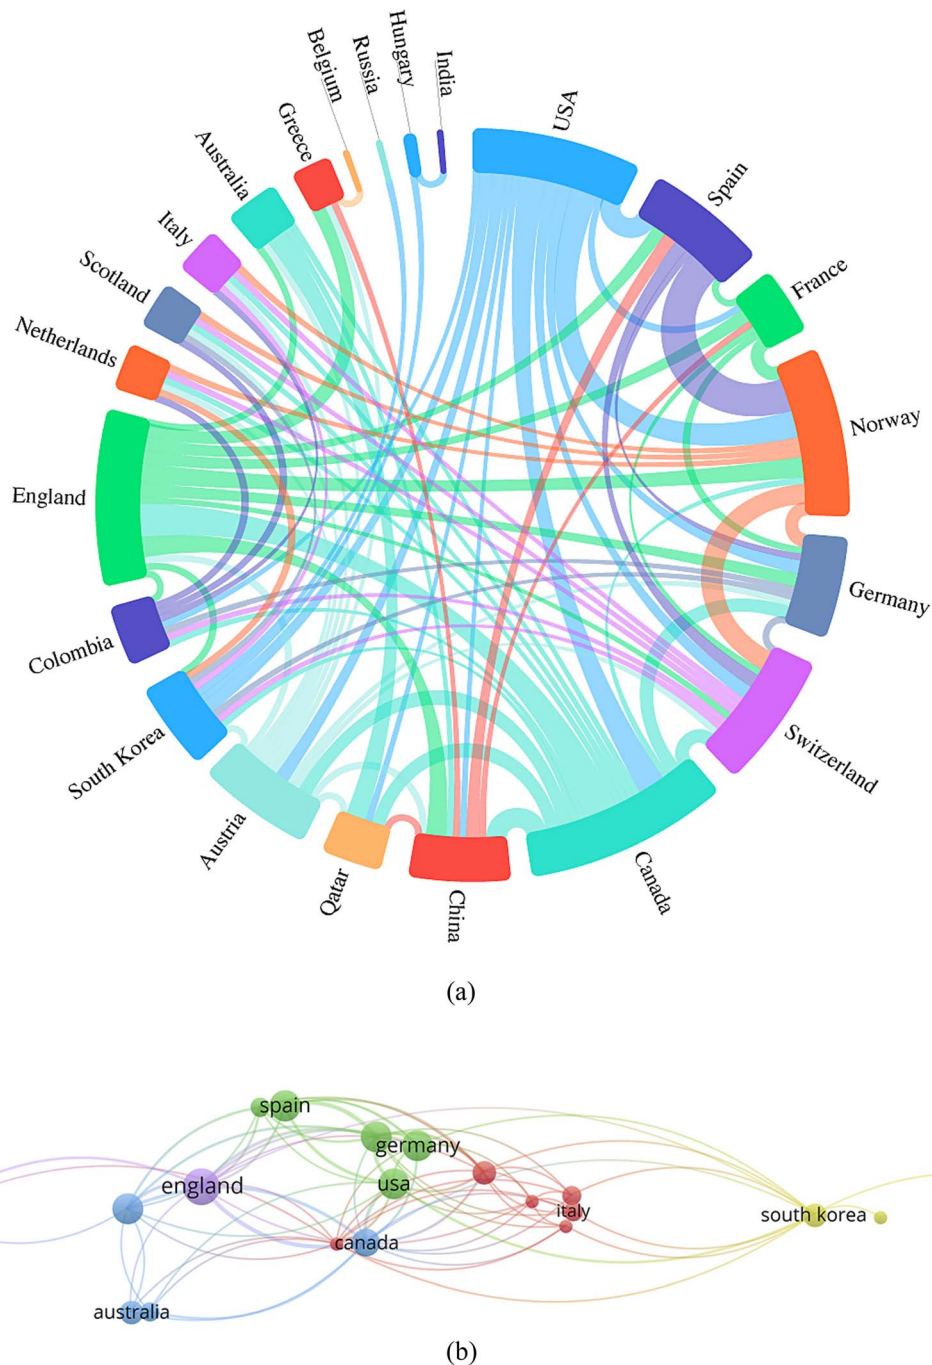 USA
Spain
France
Norway
Germany
Switzerland
Canada
China
Qatar
Austria
South Korea
Colombia
England
Netherlands
Scotland
Italy
Australia
Greece
Belgium
Russia
Hungary
India
(a)
spain
germany
england
usa
italy
south korea
canada
australia
(b)